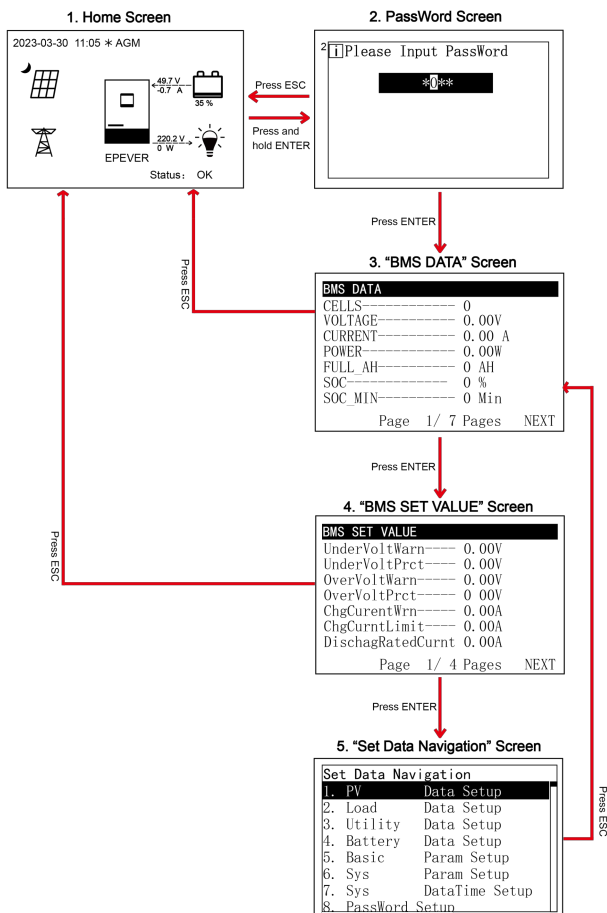 1. Home Screen
2023-03-30 11:05 * AGM
49.7 V
-0.7 A
35 %
220.2 V
0 W
EPEVER
Status: OK
Press ESC
Press and
hold ENTER
2. PassWord Screen
2 i Please Input PassWord
*0**
Press ENTER
3. “BMS DATA” Screen
BMS DATA
CELLS------------ 0
VOLTAGE---------- 0.00V
CURRENT---------- 0.00 A
POWER------------ 0.00W
FULL_AH---------- 0 AH
SOC-------------- 0 %
SOC_MIN---------- 0 Min
Page 1/ 7 Pages NEXT
Press ESC
Press ENTER
4. “BMS SET VALUE” Screen
BMS SET VALUE
UnderVoltWarn---- 0.00V
UnderVoltPrct---- 0.00V
OverVoltWarn----- 0.00V
OverVoltPrct----- 0.00V
ChgCurentWrn----- 0.00A
ChgCurntLimit---- 0.00A
DischagRatedCurnt 0.00A
Page 1/ 4 Pages NEXT
Press ESC
Press ENTER
5. “Set Data Navigation” Screen
Set Data Navigation
1. PV Data Setup
2. Load Data Setup
3. Utility Data Setup
4. Battery Data Setup
5. Basic Param Setup
6. Sys Param Setup
7. Sys DataTime Setup
8. PassWord Setup
Press ESC